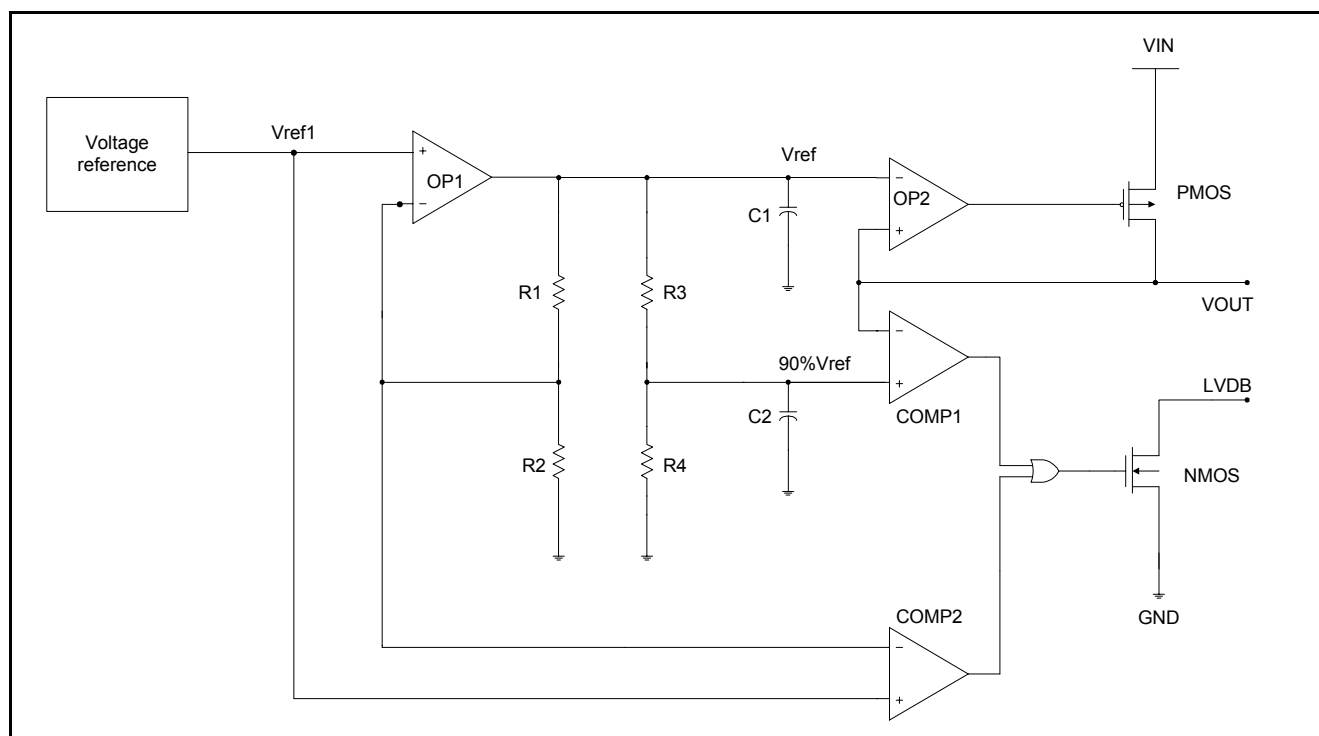 VIN
Voltage
reference
Vref1
+
OP1
−
Vref
−
OP2
+
PMOS
C1
R1
R3
VOUT
−
90%Vref
+
COMP1
LVDB
C2
R2
R4
NMOS
GND
COMP2
−
+